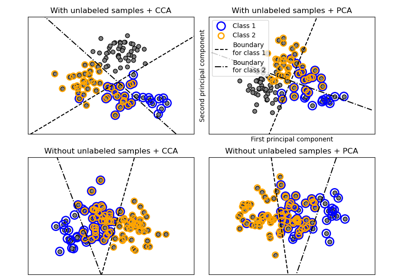 With unlabeled samples + CCA
With unlabeled samples + PCA
Class 1
Class 2
Boundary
for class 1
Boundary
for class 2
Second principal component
First principal component
Without unlabeled samples + CCA
Without unlabeled samples + PCA